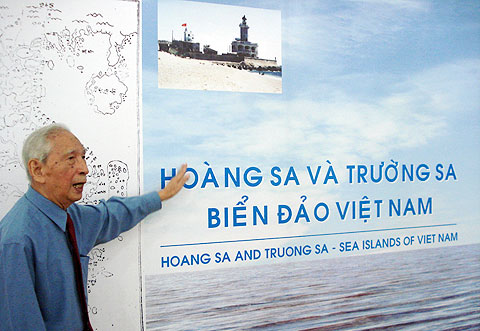 HOÀNG SA VÀ TRƯỜNG SA
BIỂN ĐẢO VIỆT NAM
HOANG SA AND TRUONG SA - SEA ISLANDS OF VIET NAM